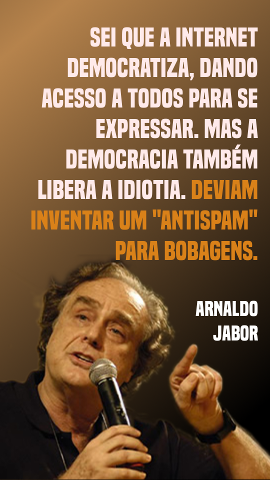 SEI QUE A INTERNET
DEMOCRATIZA, DANDO
ACESSO A TODOS PARA SE
EXPRESSAR. MAS A
DEMOCRACIA TAMBÉM
LIBERA A IDIOTIA. DEVIAM
INVENTAR UM "ANTISPAM"
PARA BOBAGENS.
ARNALDO
JABOR